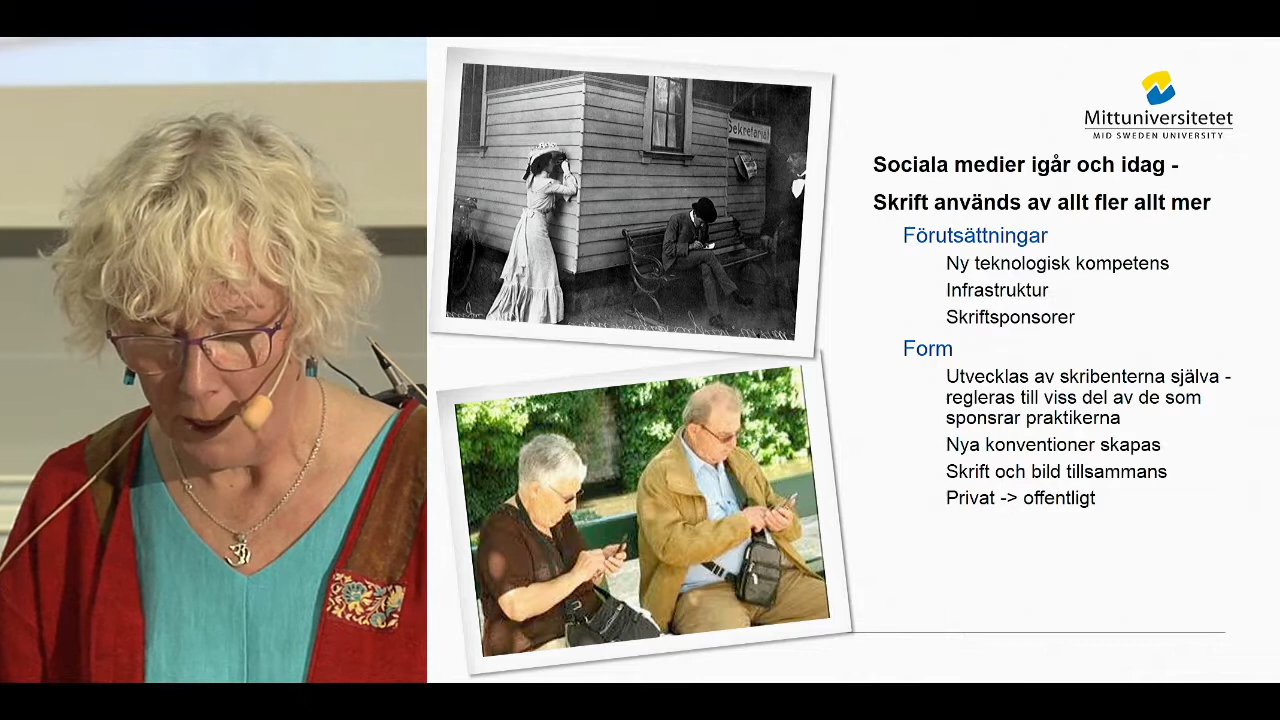 Sekretariat
Mittuniversitetet
MID SWEDEN UNIVERSITY
Sociala medier igår och idag -
Skrift används av allt fler allt mer
Förutsättningar
Ny teknologisk kompetens
Infrastruktur
Skriftsponsorer
Form
Utvecklas av skribenterna själva -
regleras till viss del av de som
sponsrar praktikerna
Nya konventioner skapas
Skrift och bild tillsammans
Privat -> offentligt